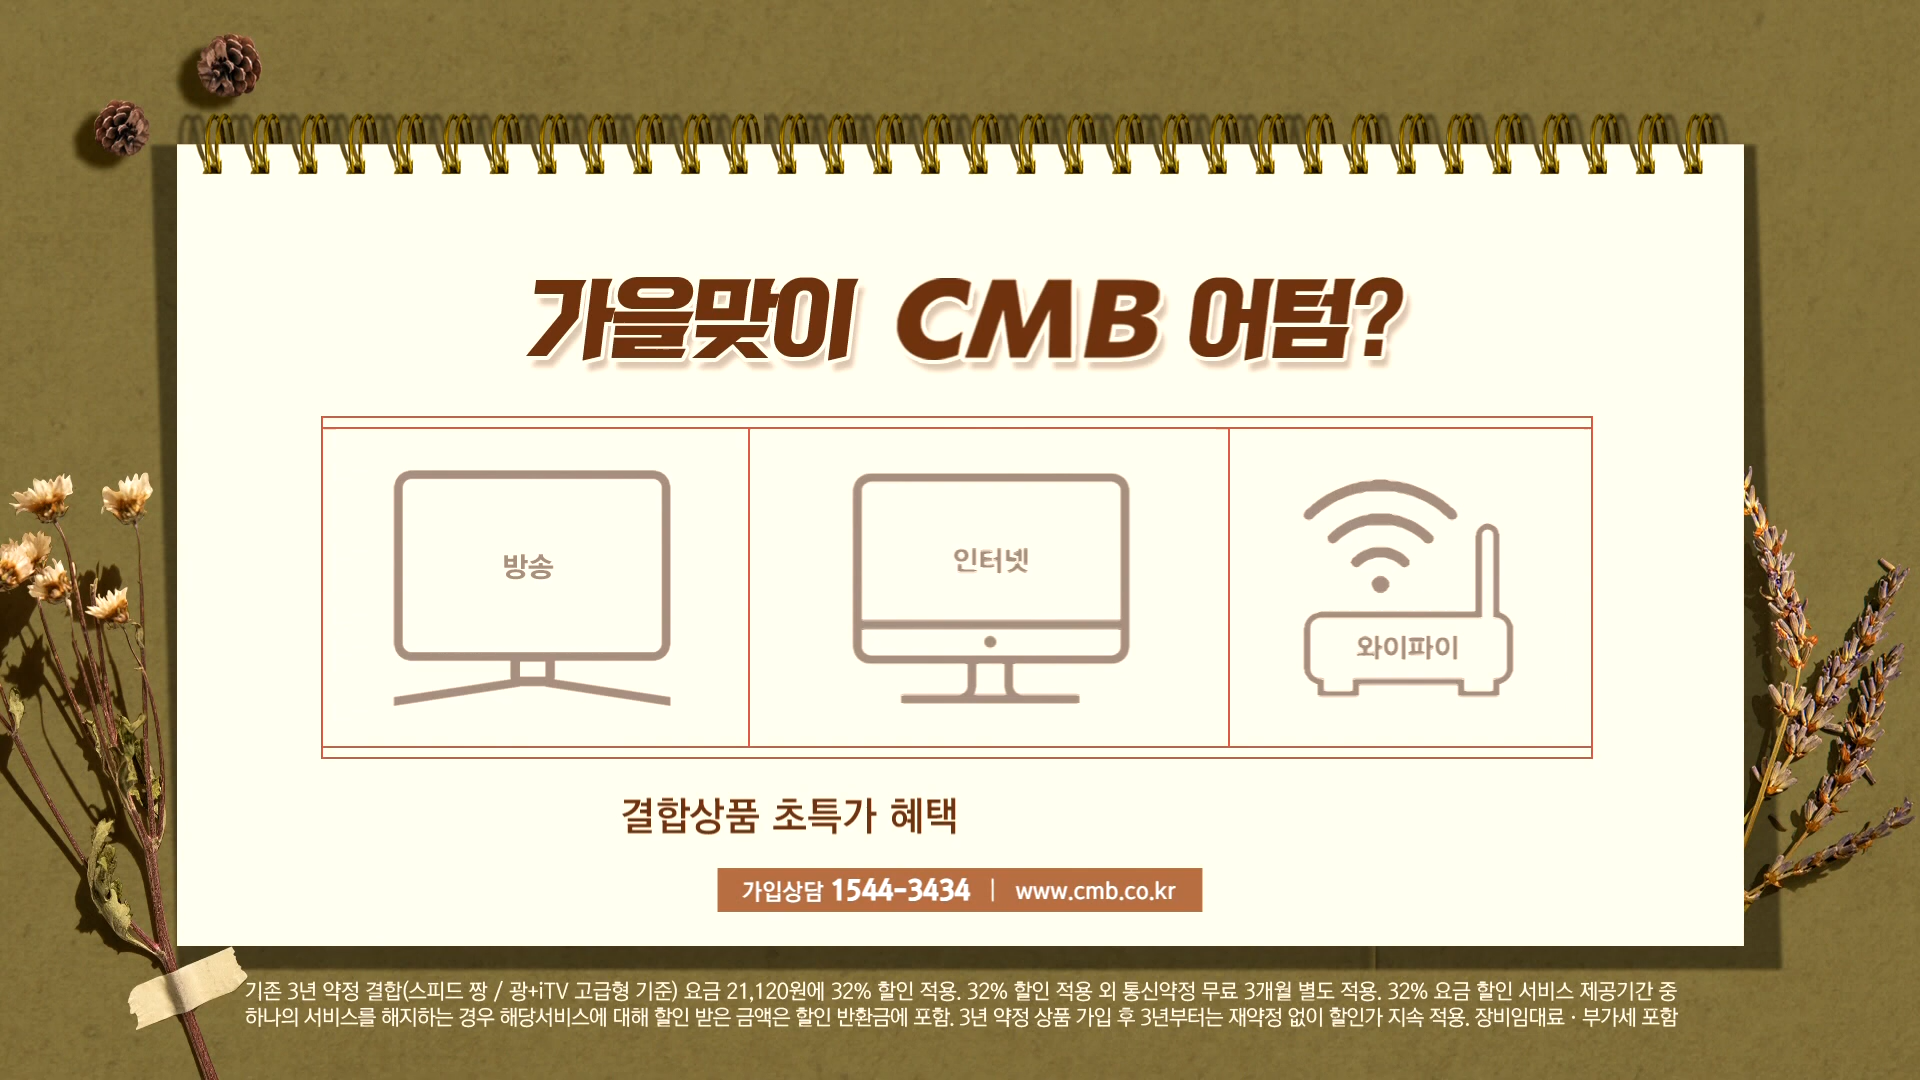 가을맞이 CMB 어텀?
방송
인터넷
와이파이
결합상품 초특가 혜택
가입상담 1544-3434 | www.cmb.co.kr
기존 3년 약정 결합(스피드 짱 / 광+iTV 고급형 기준) 요금 21,120원에 32% 할인 적용. 32% 할인 적용 외 통신약정 무료 3개월 별도 적용. 32% 요금 할인 서비스 제공기간 중
하나의 서비스를 해지하는 경우 해당서비스에 대해 할인 받은 금액은 할인 반환금에 포함. 3년 약정 상품 가입 후 3년부터는 재약정 없이 할인가 지속 적용. 장비임대료 · 부가세 포함